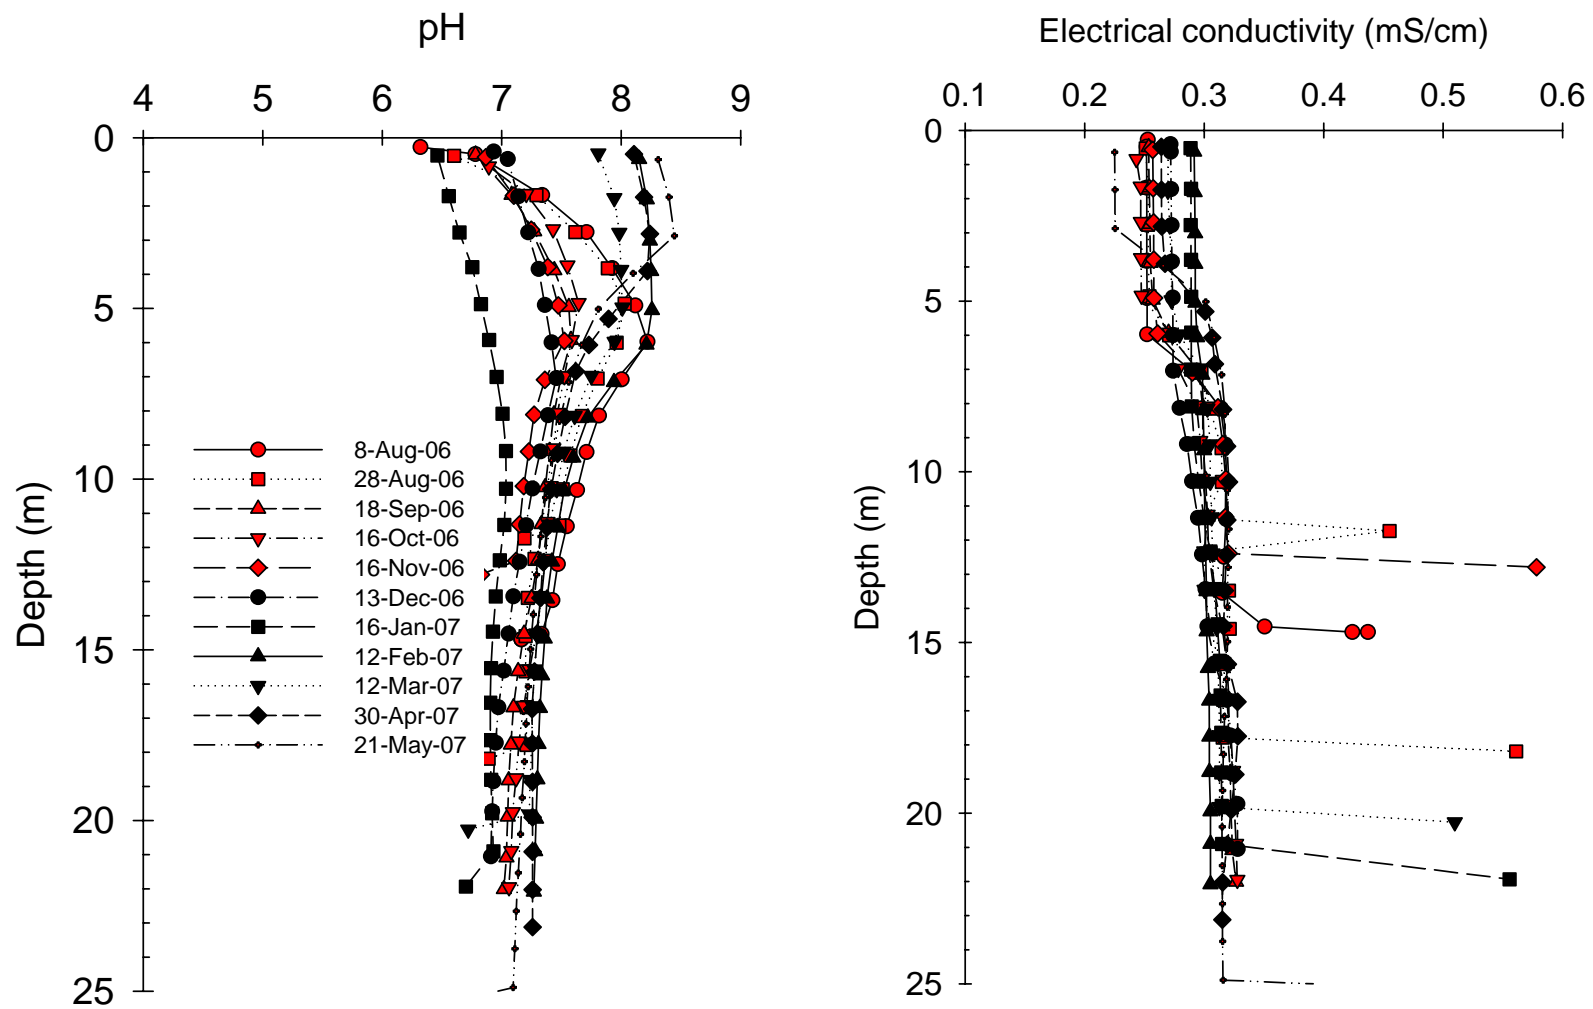 pH
Electrical conductivity (mS/cm)
4 5 6 7 8 9
0.1 0.2 0.3 0.4 0.5 0.6
0
5
10
15
20
25
Depth (m)
8-Aug-06
28-Aug-06
18-Sep-06
16-Oct-06
16-Nov-06
13-Dec-06
16-Jan-07
12-Feb-07
12-Mar-07
30-Apr-07
21-May-07
0
5
10
15
20
25
Depth (m)